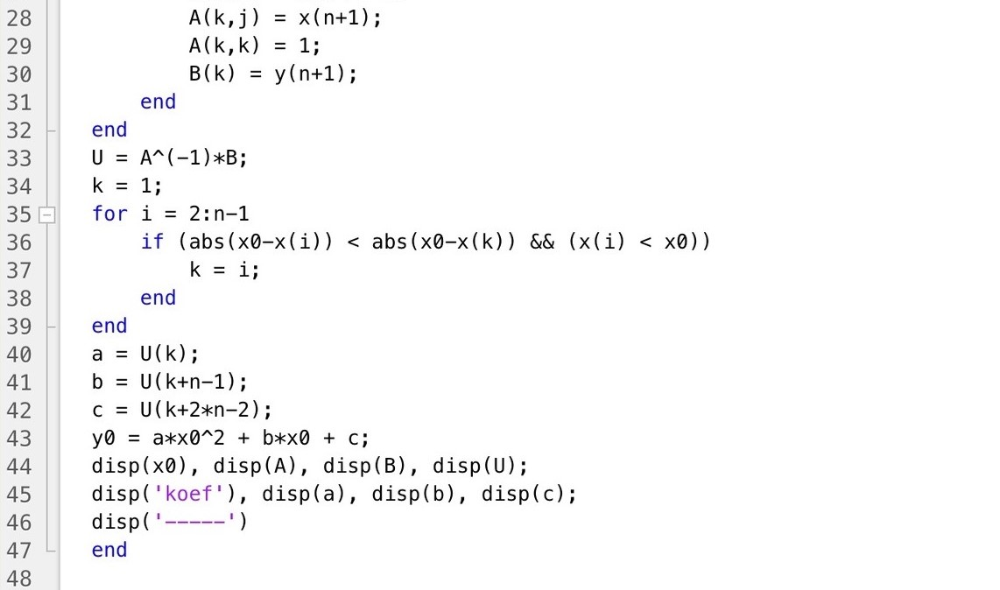 28 A(k,j) = x(n+1);
29 A(k,k) = 1;
30 B(k) = y(n+1);
31 end
32 end
33 U = A^(-1)*B;
34 k = 1;
35 for i = 2:n-1
36 if (abs(x0-x(i)) < abs(x0-x(k)) && (x(i) < x0))
37 k = i;
38 end
39 end
40 a = U(k);
41 b = U(k+n-1);
42 c = U(k+2*n-2);
43 y0 = a*x0^2 + b*x0 + c;
44 disp(x0), disp(A), disp(B), disp(U);
45 disp('koef'), disp(a), disp(b), disp(c);
46 disp('-----')
47 end
48